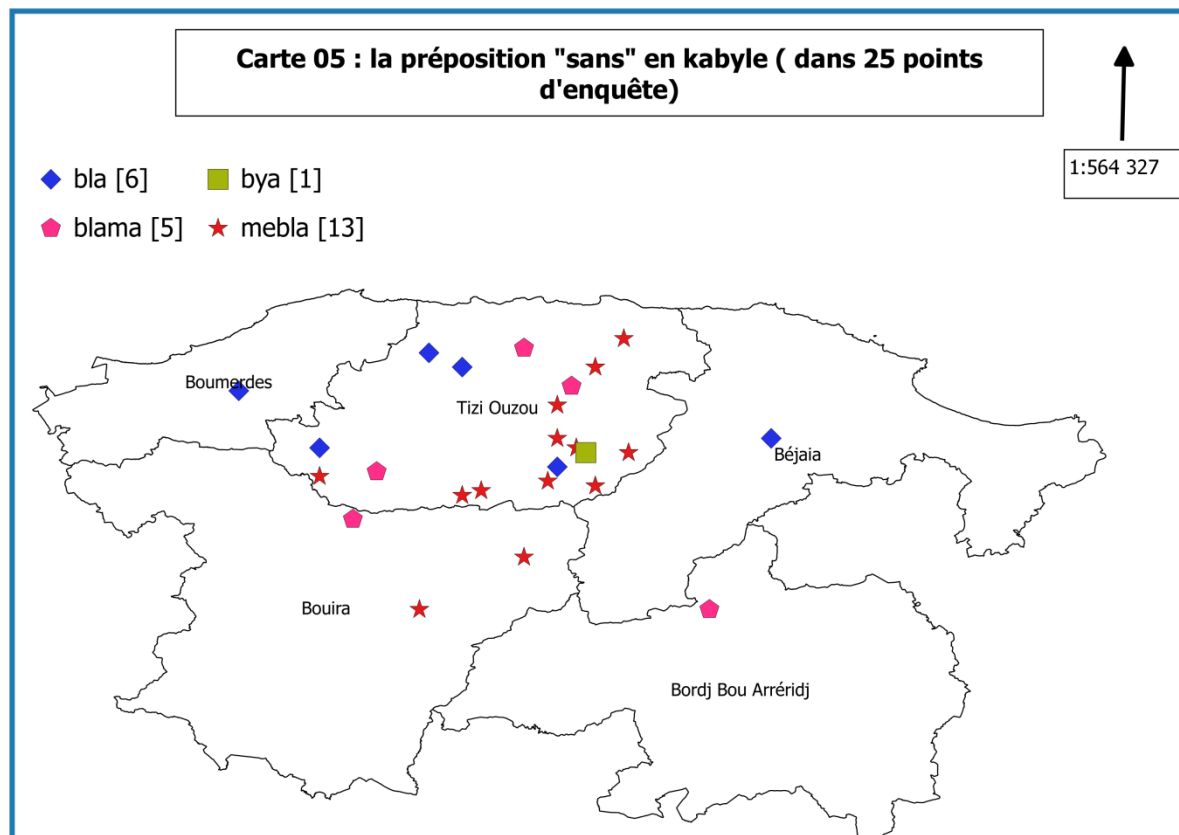 Carte 05 : la préposition "sans" en kabyle ( dans 25 points
d'enquête)
1:564 327
bla [6]
bya [1]
blama [5]
mebla [13]
Boumerdes
Tizi Ouzou
Béjaia
Bouira
Bordj Bou Arréridj